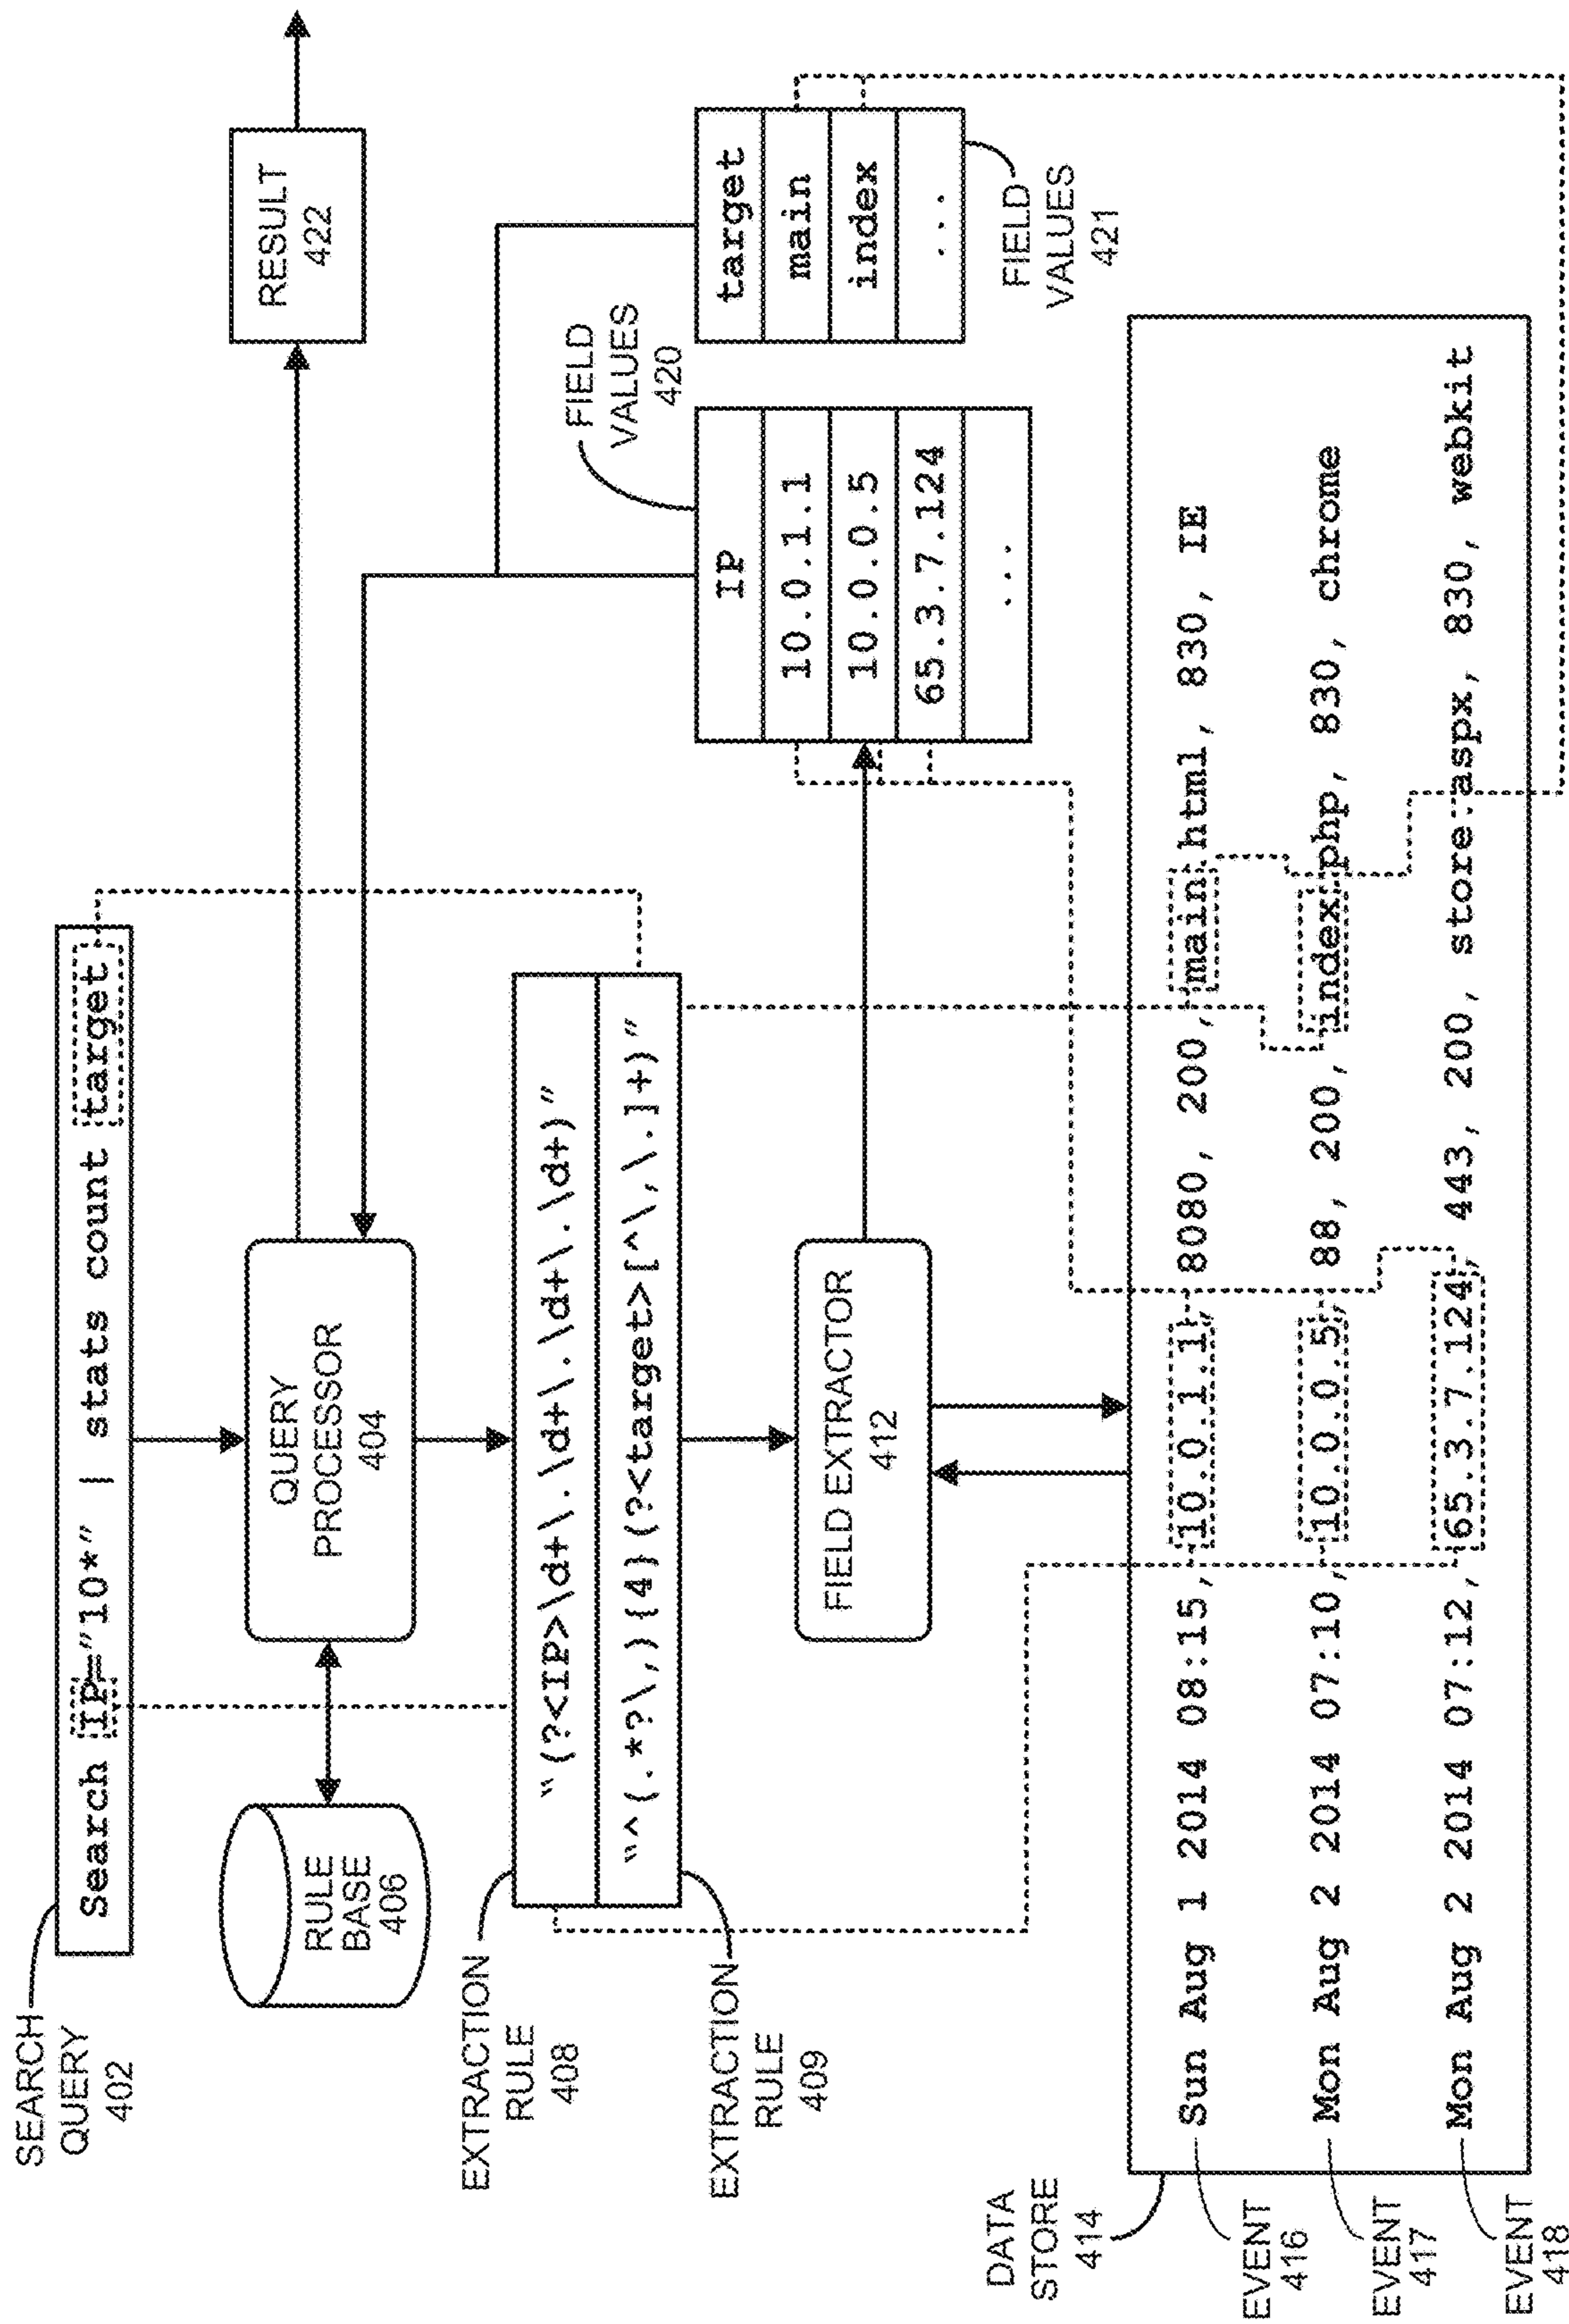 SEARCH
QUERY
402
Search IP="10*" | stats count target
RULE
BASE
406
QUERY
PROCESSOR
404
RESULT
422
EXTRACTION
RULE
408
"(?<IP>\d+\.\d+\.\d+\.\d+)"
EXTRACTION
RULE
409
"^(.*?\,){4}(?<target>[^\,\.]+)"
FIELD EXTRACTOR
412
FIELD
VALUES
420
IP
10.0.1.1
10.0.0.5
65.3.7.124
...
target
main
index
...
FIELD
VALUES
421
DATA
STORE
414
EVENT
416
Sun Aug 1 2014 08:15, 10.0.1.1, 8080, 200, main.html, 830, IE
EVENT
417
Mon Aug 2 2014 07:10, 10.0.0.5, 88, 200, index.php, 830, chrome
EVENT
418
Mon Aug 2 2014 07:12, 65.3.7.124, 443, 200, store.aspx, 830, webkit